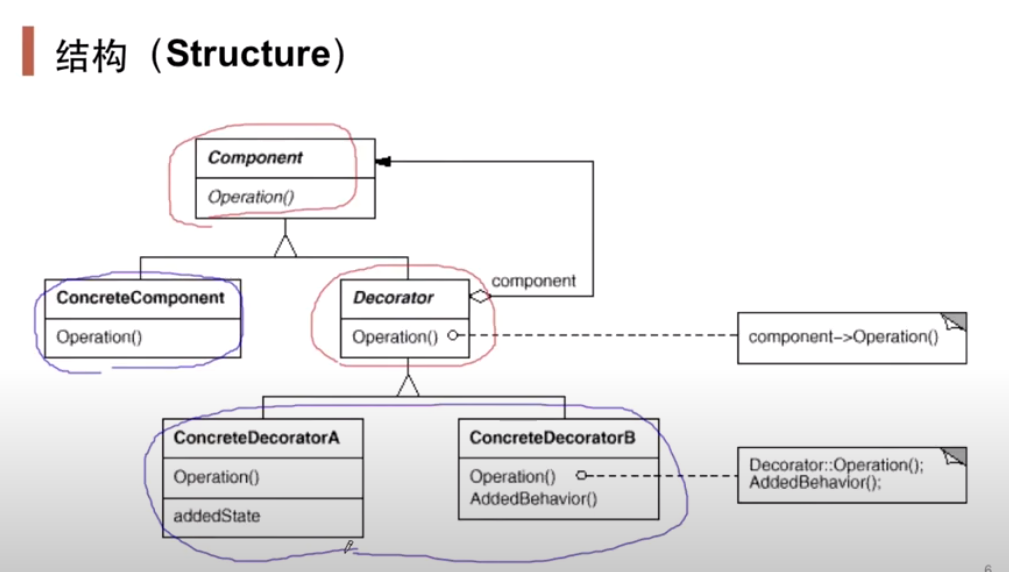 结构（Structure）
Component
Operation()
component
ConcreteComponent
Operation()
Decorator
Operation()
component–>Operation()
ConcreteDecoratorA
Operation()
addedState
ConcreteDecoratorB
Operation()
AddedBehavior()
Decorator::Operation();
AddedBehavior();
6